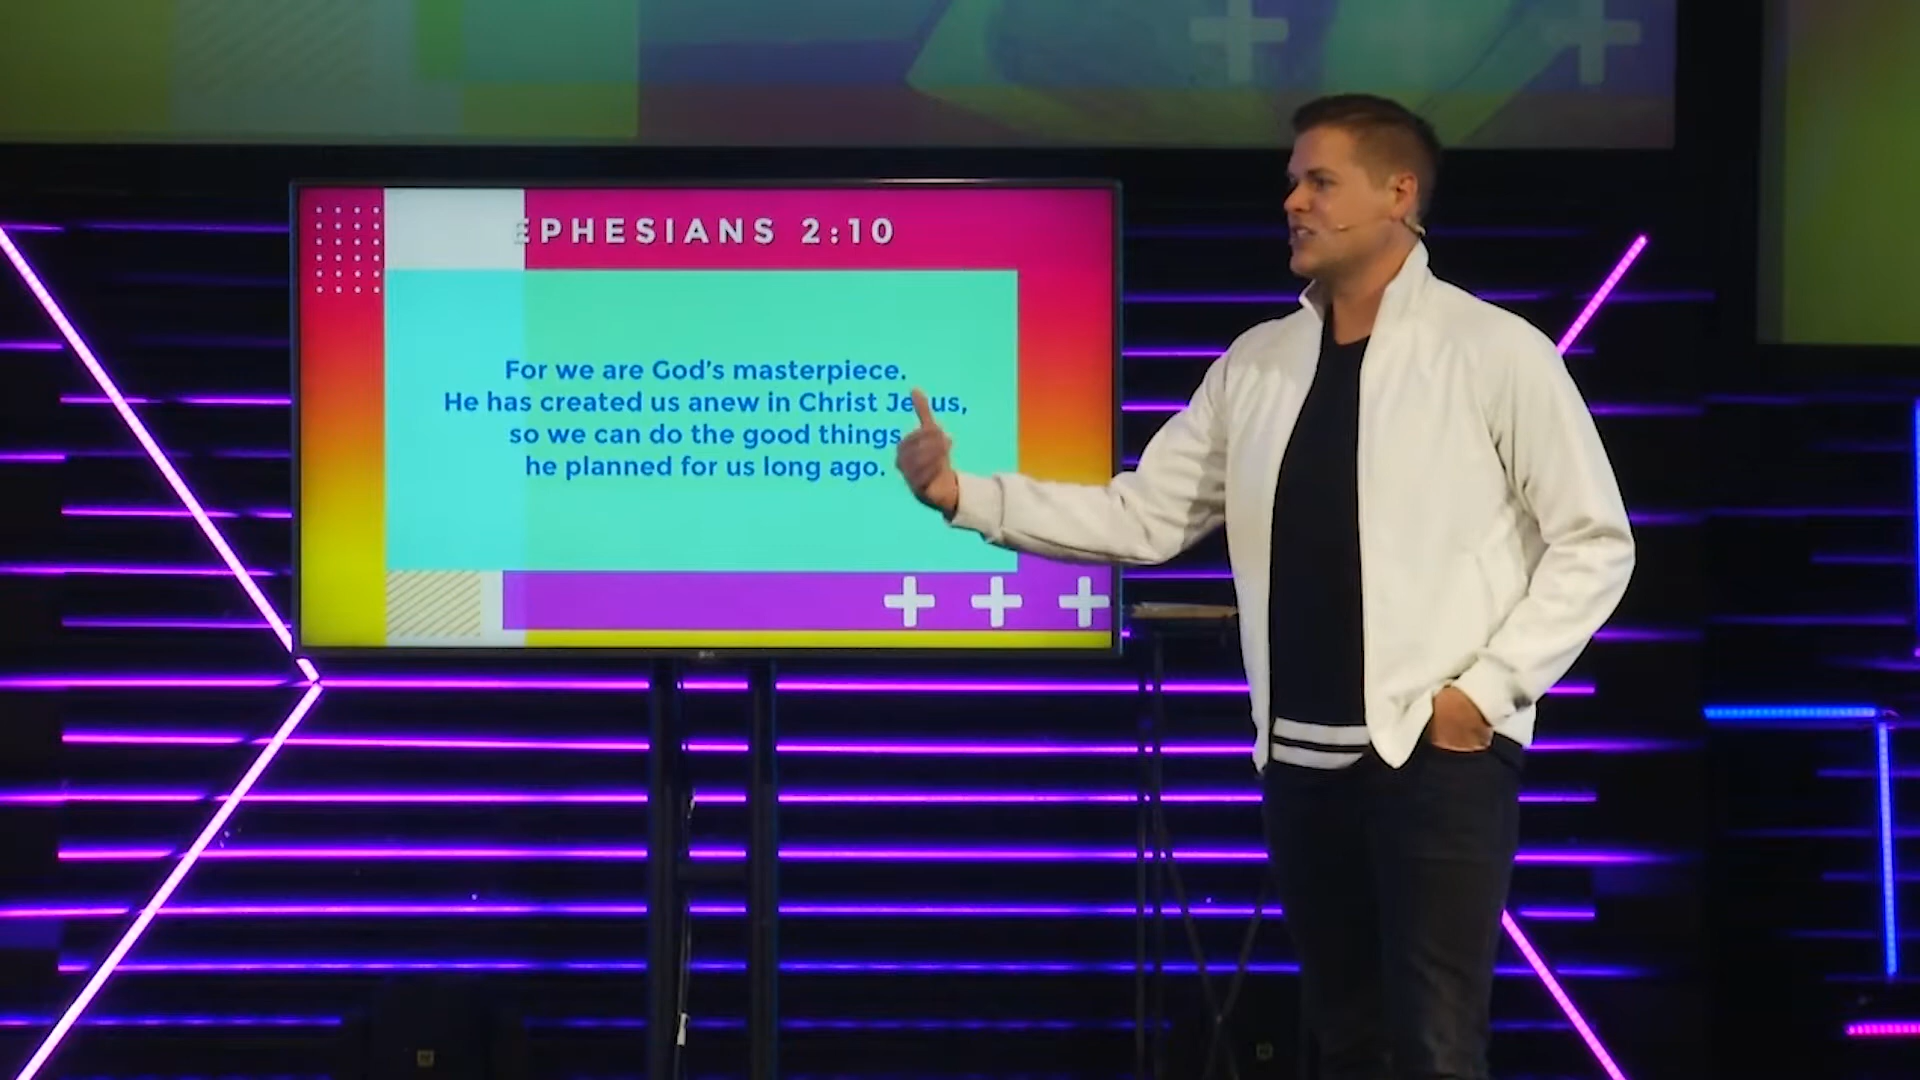 EPHESIANS 2:10
For we are God's masterpiece.
He has created us anew in Christ Jesus,
so we can do the good things
he planned for us long ago.